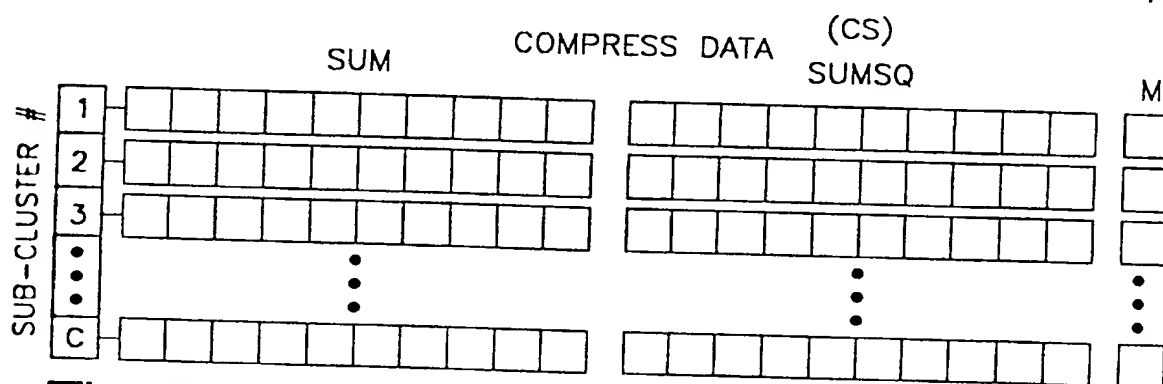 COMPRESS DATA (CS)
SUM SUMSQ M
SUB-CLUSTER #
1
2
3
C